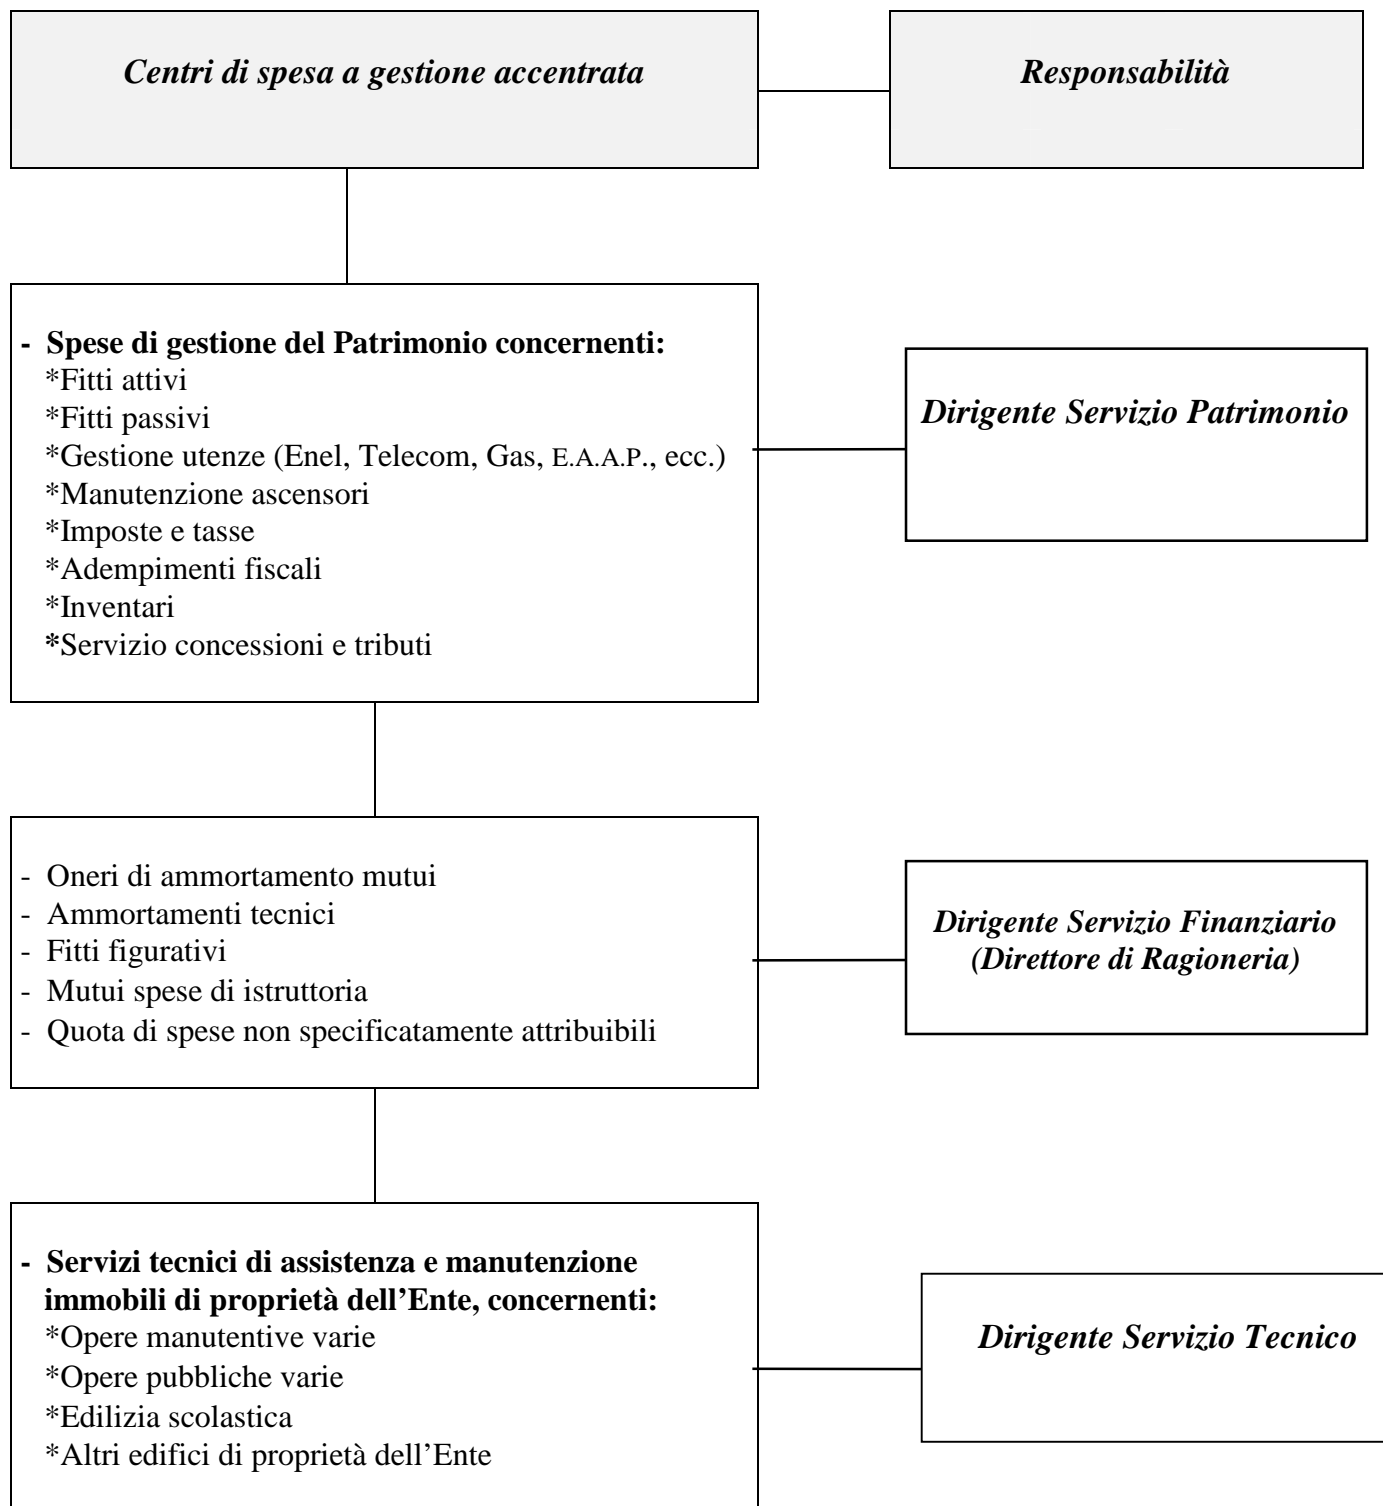 Centri di spesa a gestione accentrata
Responsabilità
- Spese di gestione del Patrimonio concernenti:
*Fitti attivi
*Fitti passivi
*Gestione utenze (Enel, Telecom, Gas, E.A.A.P., ecc.)
*Manutenzione ascensori
*Imposte e tasse
*Adempimenti fiscali
*Inventari
*Servizio concessioni e tributi
Dirigente Servizio Patrimonio
- Oneri di ammortamento mutui
- Ammortamenti tecnici
- Fitti figurativi
- Mutui spese di istruttoria
- Quota di spese non specificatamente attribuibili
Dirigente Servizio Finanziario
(Direttore di Ragioneria)
- Servizi tecnici di assistenza e manutenzione
immobili di proprietà dell’Ente, concernenti:
*Opere manutentive varie
*Opere pubbliche varie
*Edilizia scolastica
*Altri edifici di proprietà dell’Ente
Dirigente Servizio Tecnico